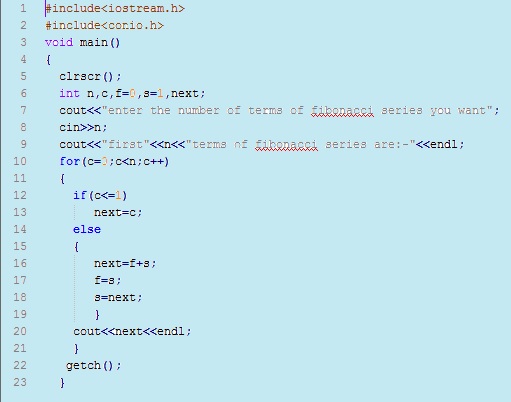 1 #include<iostream.h>
2 #include<conio.h>
3 void main()
4 {
5 clrscr();
6 int n,c,f=0,s=1,next;
7 cout<<"enter the number of terms of fibonacci series you want";
8 cin>>n;
9 cout<<"first"<<n<<"terms of fibonacci series are:-"<<endl;
10 for(c=0;c<n;c++)
11 {
12 if(c<=1)
13 next=c;
14 else
15 {
16 next=f+s;
17 f=s;
18 s=next;
19 }
20 cout<<next<<endl;
21 }
22 getch();
23 }